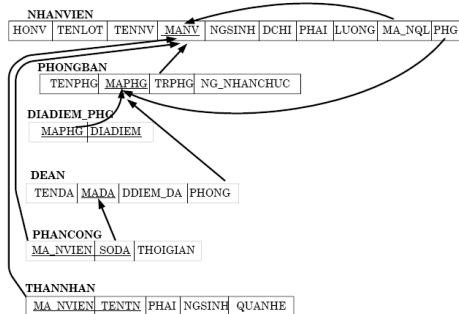 NHANVIEN
HONV TENLOT TENNV MANV NGSINH DCHI PHAI LUONG MA_NQL PHG
PHONGBAN
TENPHG MAPHG TRPHG NG_NHANCHUC
DIADIEM_PHG
MAPHG DIADIEM
DEAN
TENDA MADA DDIEM_DA PHONG
PHANCONG
MA_NVIEN SODA THOIGIAN
THANNHAN
MA_NVIEN TENTN PHAI NGSINH QUANHE